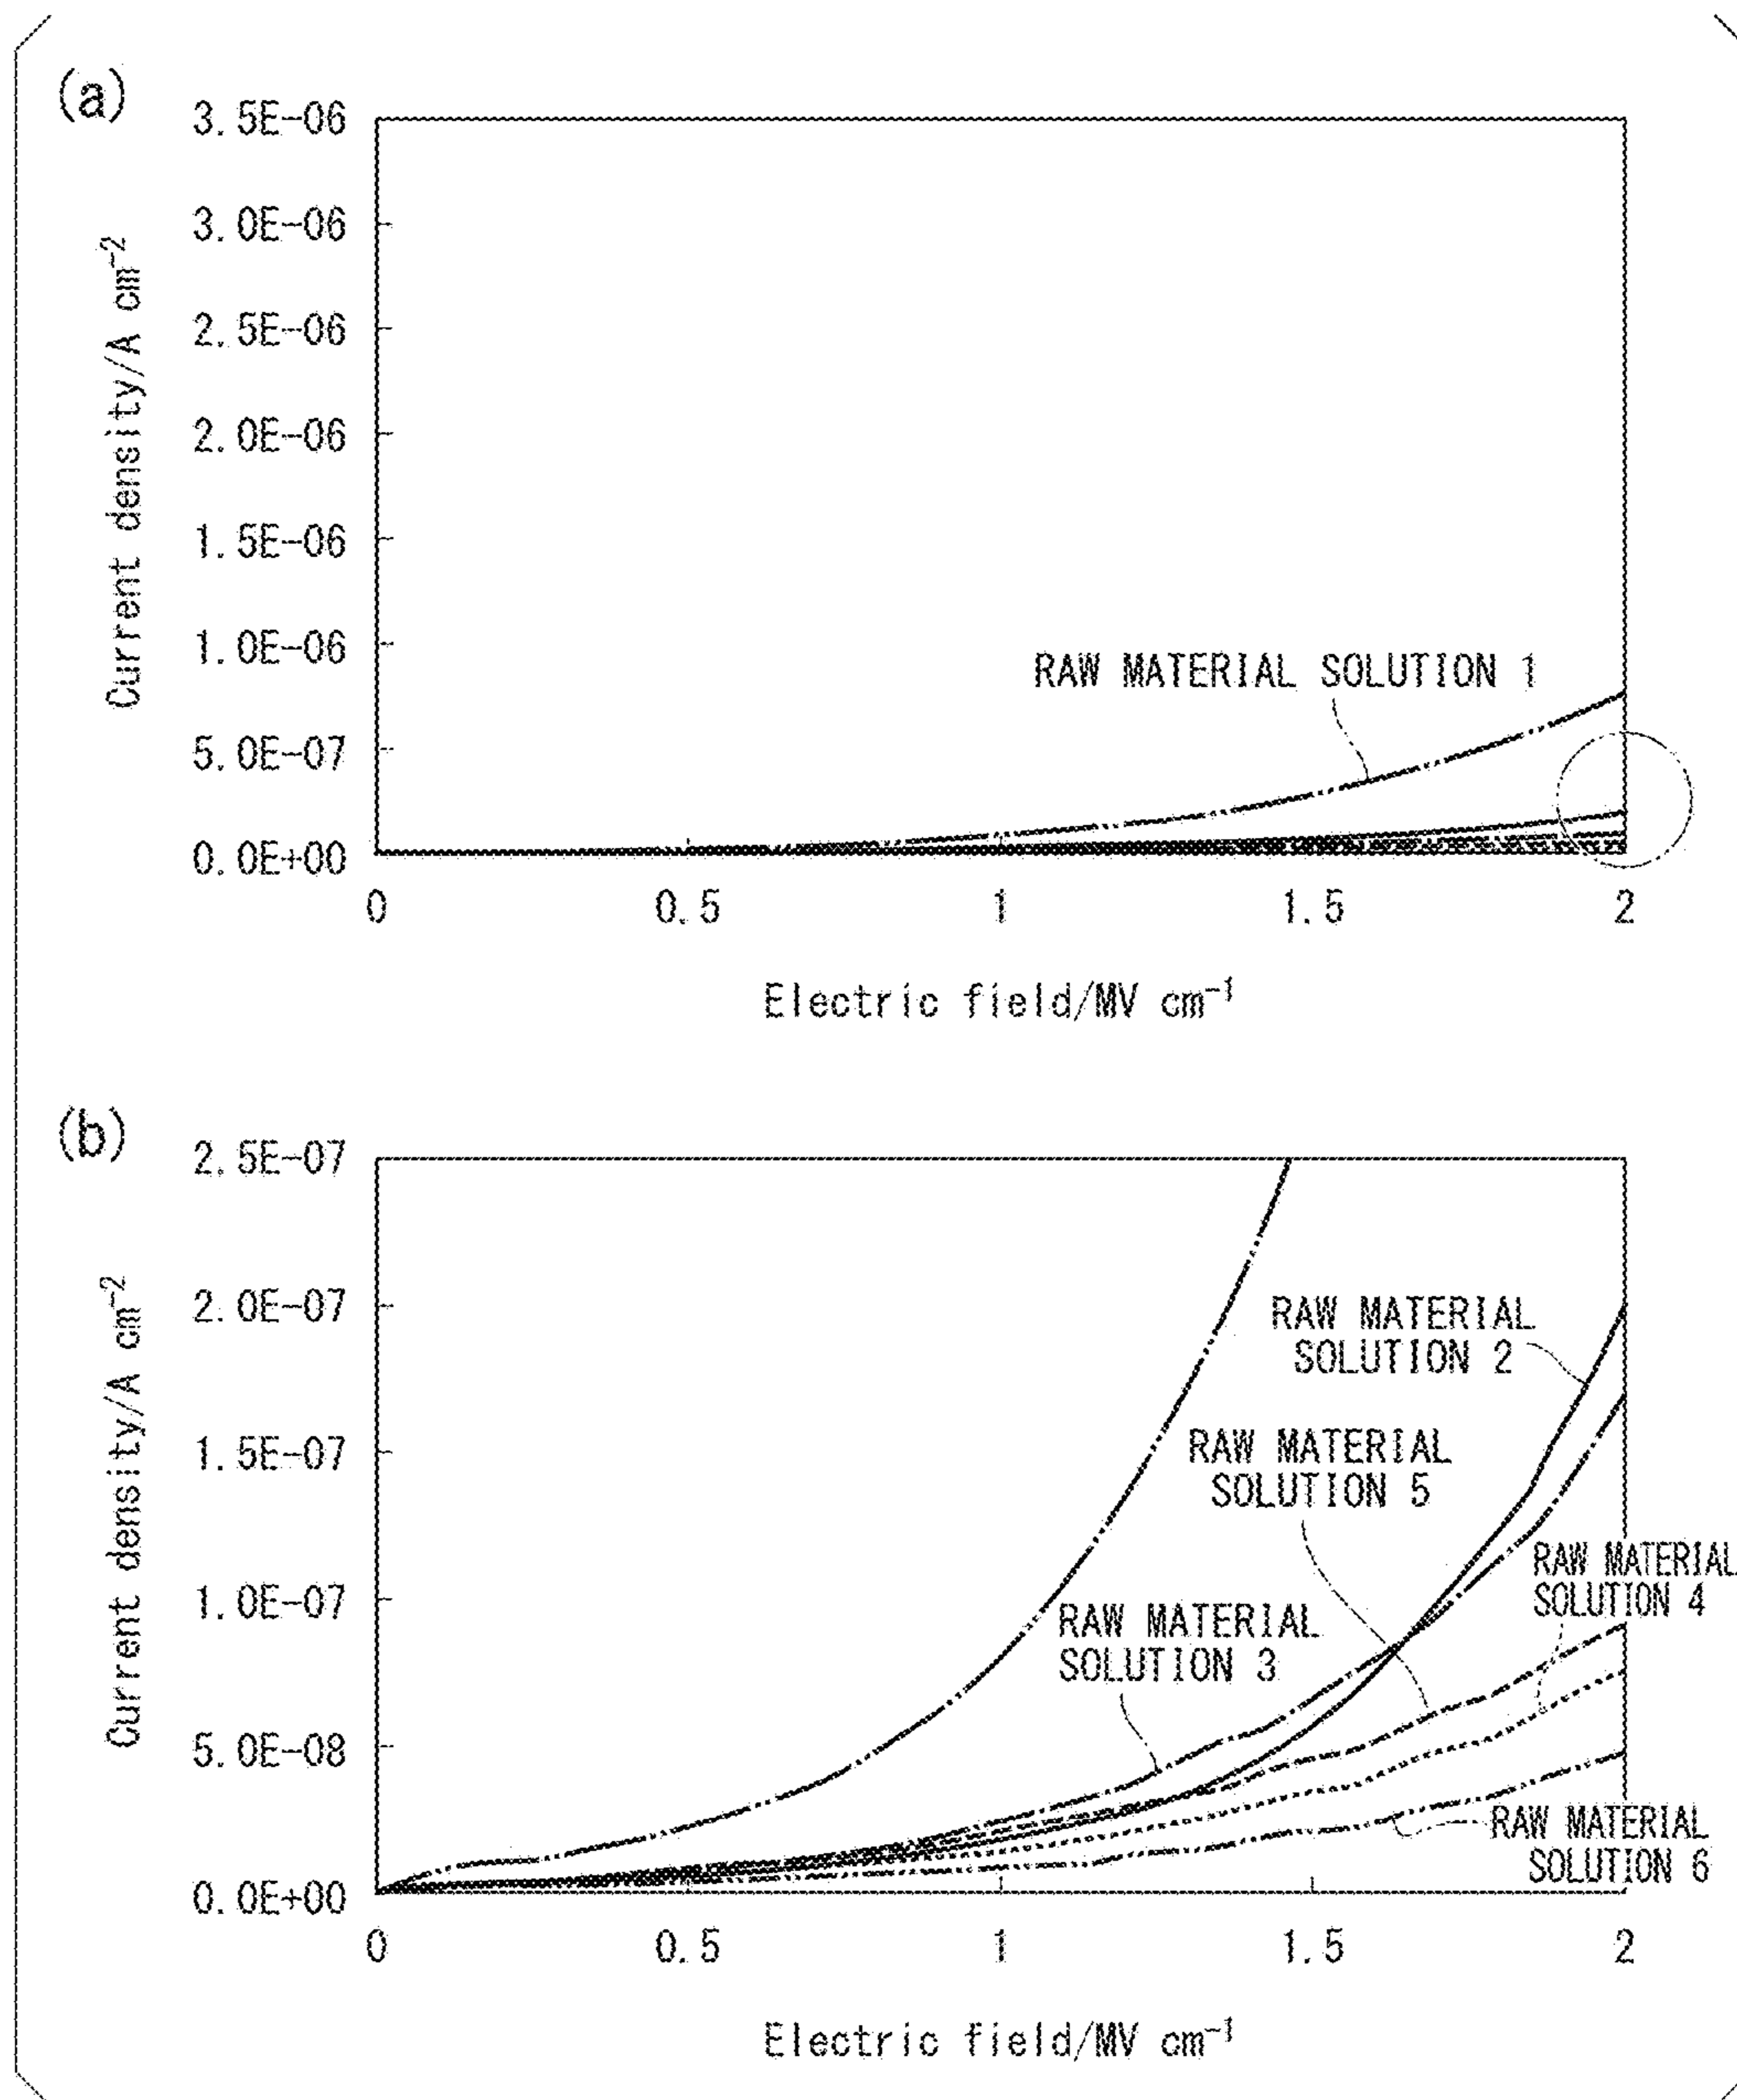 (a)
3.5E-06
3.0E-06
2.5E-06
2.0E-06
1.5E-06
1.0E-06
5.0E-07
0.0E+00
Current density/A cm⁻²
RAW MATERIAL SOLUTION 1
0 0.5 1 1.5 2
Electric field/MV cm⁻¹
(b)
2.5E-07
2.0E-07
1.5E-07
1.0E-07
5.0E-08
0.0E+00
Current density/A cm⁻²
RAW MATERIAL
SOLUTION 2
RAW MATERIAL
SOLUTION 5
RAW MATERIAL
SOLUTION 4
RAW MATERIAL
SOLUTION 3
RAW MATERIAL
SOLUTION 6
0 0.5 1 1.5 2
Electric field/MV cm⁻¹